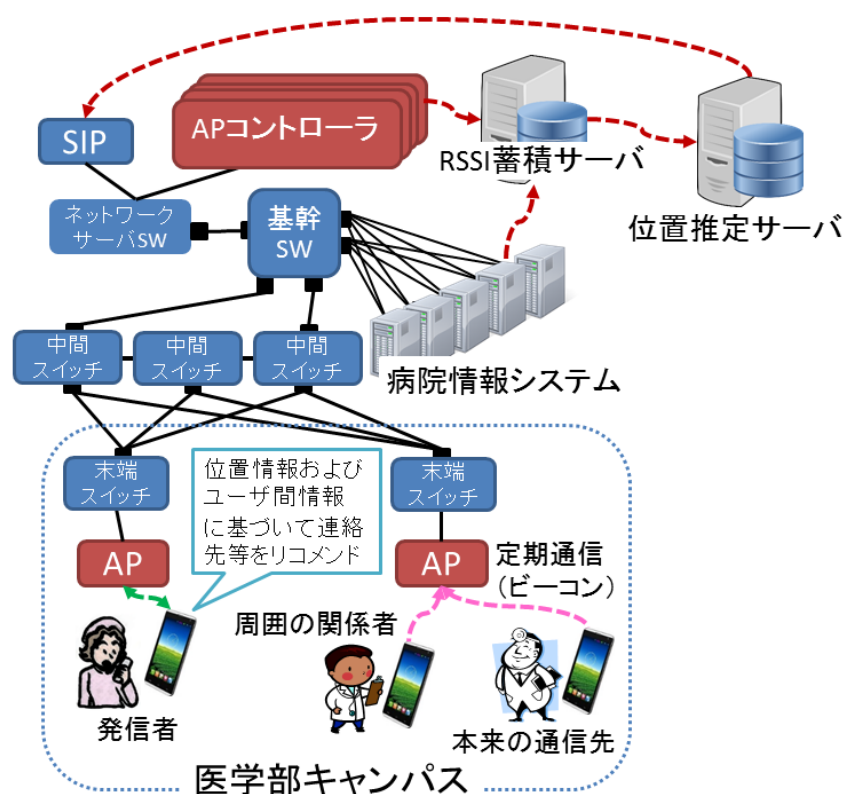 SIP
APコントローラ
RSSI蓄積サーバ
位置推定サーバ
ネットワーク
サーバSW
基幹
SW
病院情報システム
中間
スイッチ
中間
スイッチ
中間
スイッチ
末端
スイッチ
位置情報および
ユーザ間情報
に基づいて連絡
先等をリコメンド
末端
スイッチ
AP
AP
定期通信
(ビーコン)
周囲の関係者
発信者
本来の通信先
医学部キャンパス